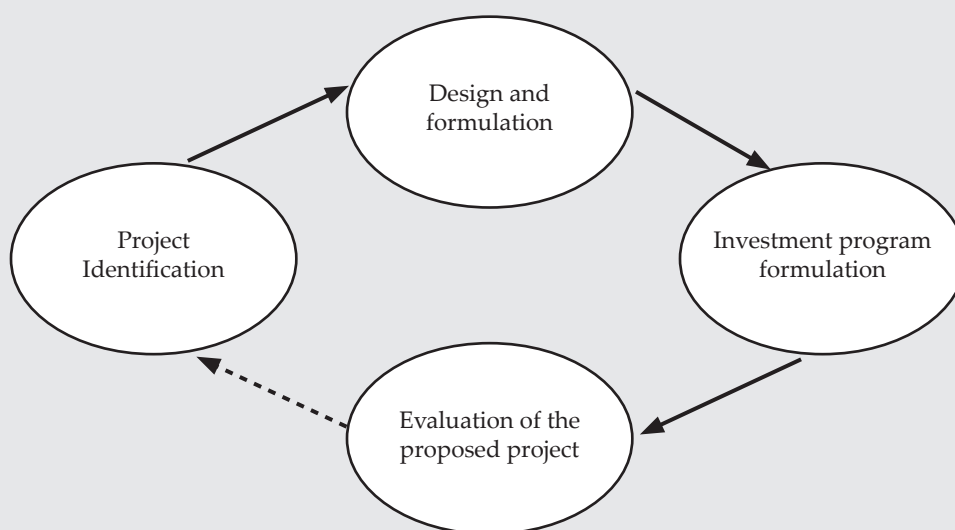 Design and
formulation
Project
Identification
Investment program
formulation
Evaluation of the
proposed project